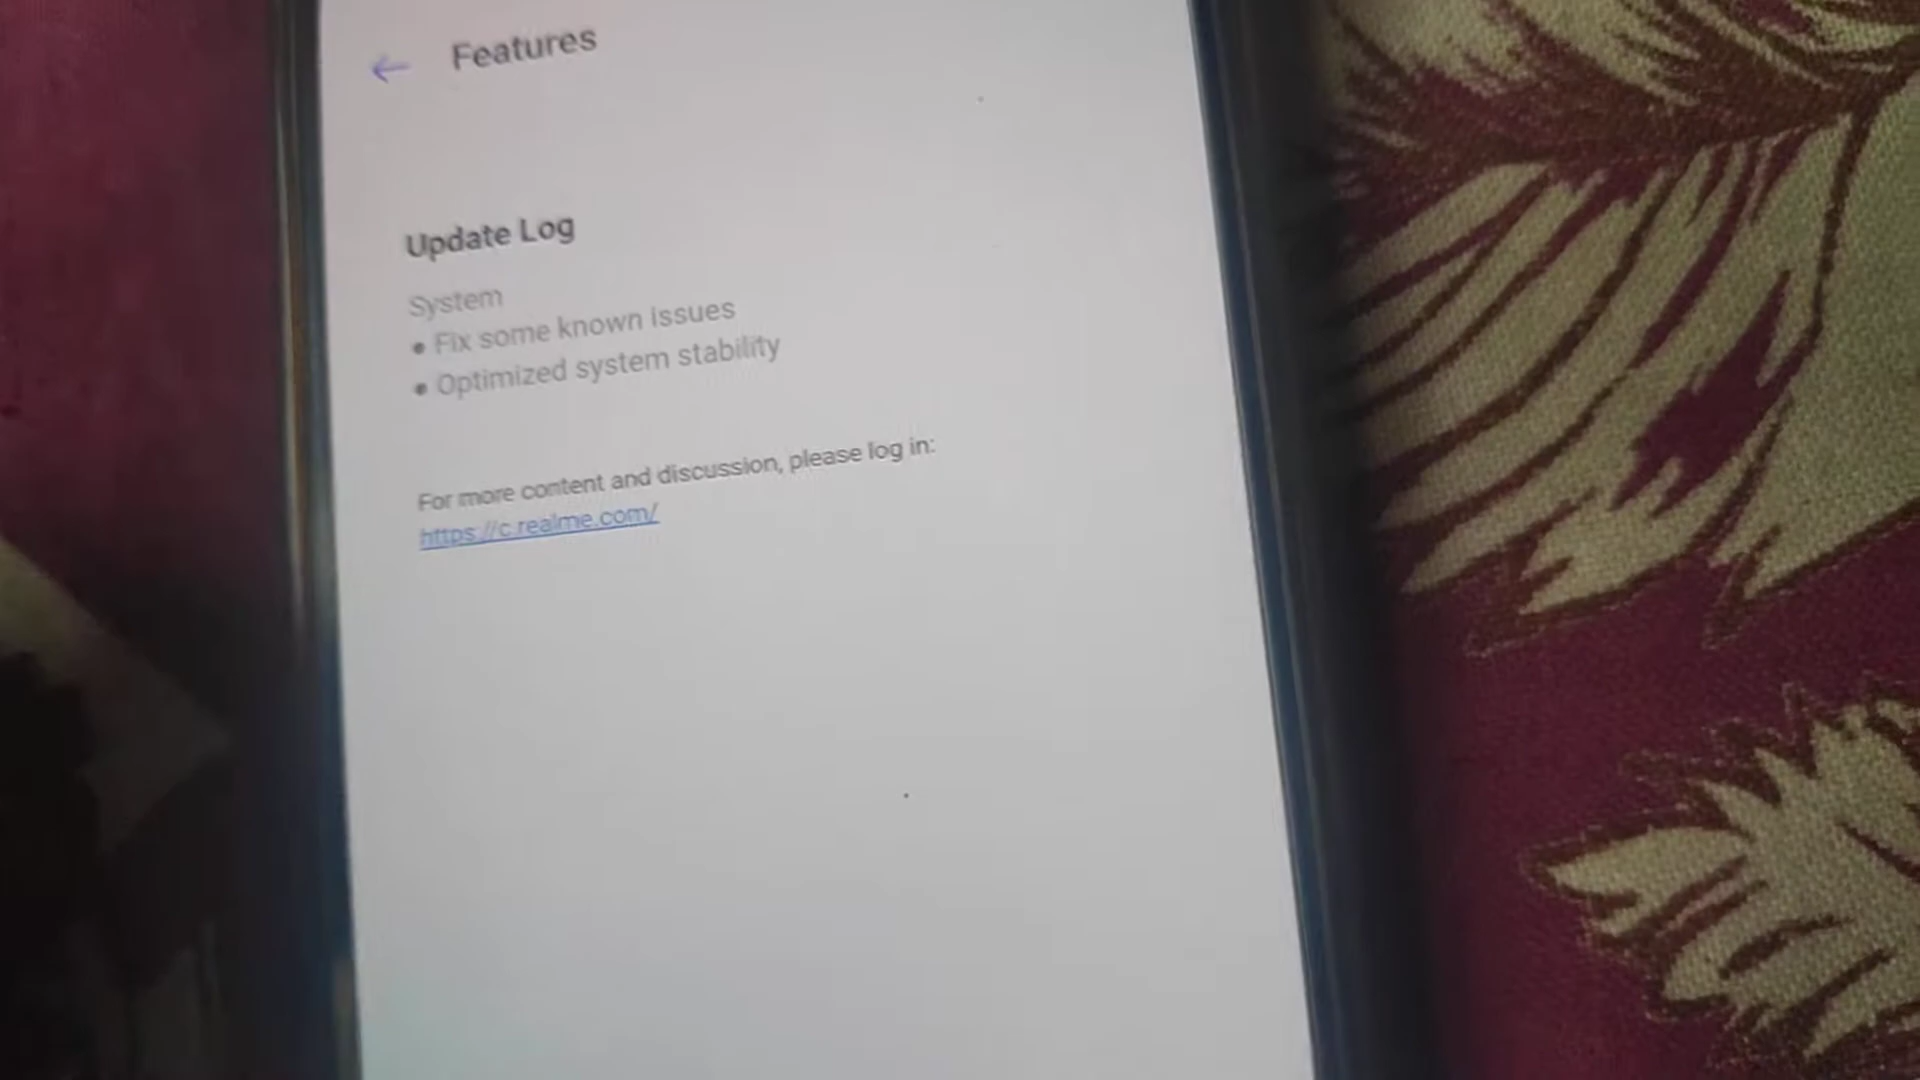 Features
Update Log
System
• Fix some known issues
• Optimized system stability
For more content and discussion, please log in:
https://c.realme.com/